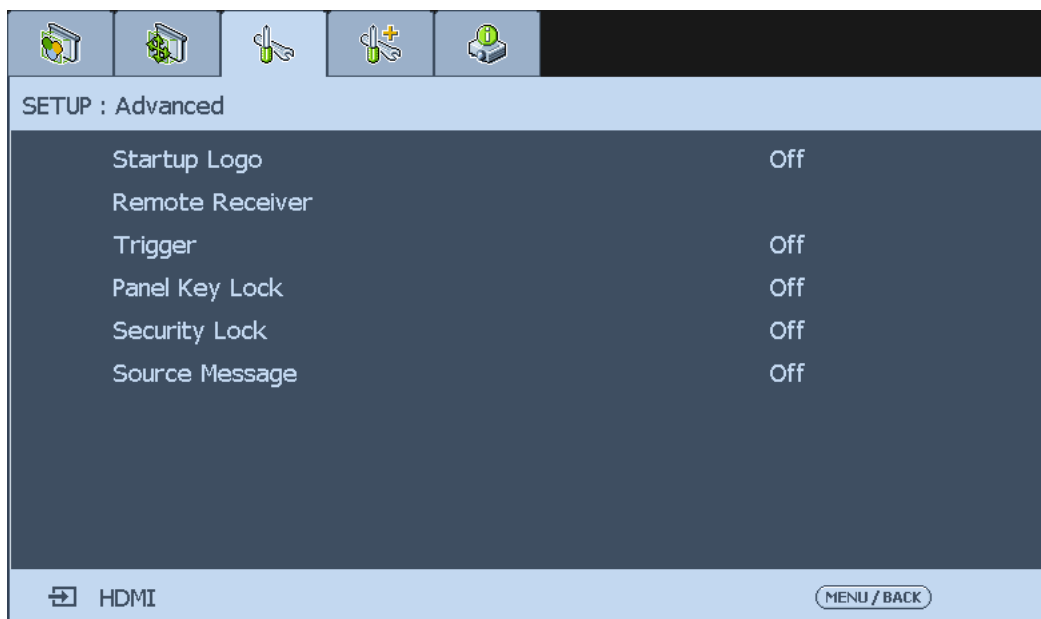 SETUP : Advanced
Startup Logo Off
Remote Receiver
Trigger Off
Panel Key Lock Off
Security Lock Off
Source Message Off
HDMI MENU / BACK